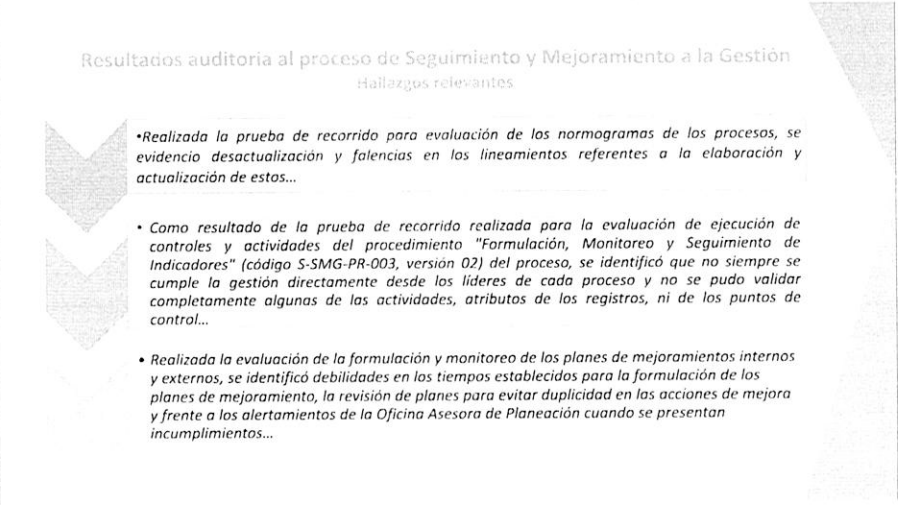 Resultados auditoria al proceso de Seguimiento y Mejoramiento a la Gestión
Hallazgos relevantes
•Realizada la prueba de recorrido para evaluación de los normogramas de los procesos, se
evidencio desactualización y falencias en los lineamientos referentes a la elaboración y
actualización de estos...
• Como resultado de la prueba de recorrido realizada para la evaluación de ejecución de
controles y actividades del procedimiento "Formulación, Monitoreo y Seguimiento de
Indicadores" (código S-SMG-PR-003, versión 02) del proceso, se identificó que no siempre se
cumple la gestión directamente desde los líderes de cada proceso y no se pudo validar
completamente algunas de las actividades, atributos de los registros, ni de los puntos de
control...
• Realizada la evaluación de la formulación y monitoreo de los planes de mejoramientos internos
y externos, se identificó debilidades en los tiempos establecidos para la formulación de los
planes de mejoramiento, la revisión de planes para evitar duplicidad en las acciones de mejora
y frente a los alertamientos de la Oficina Asesora de Planeación cuando se presentan
incumplimientos...